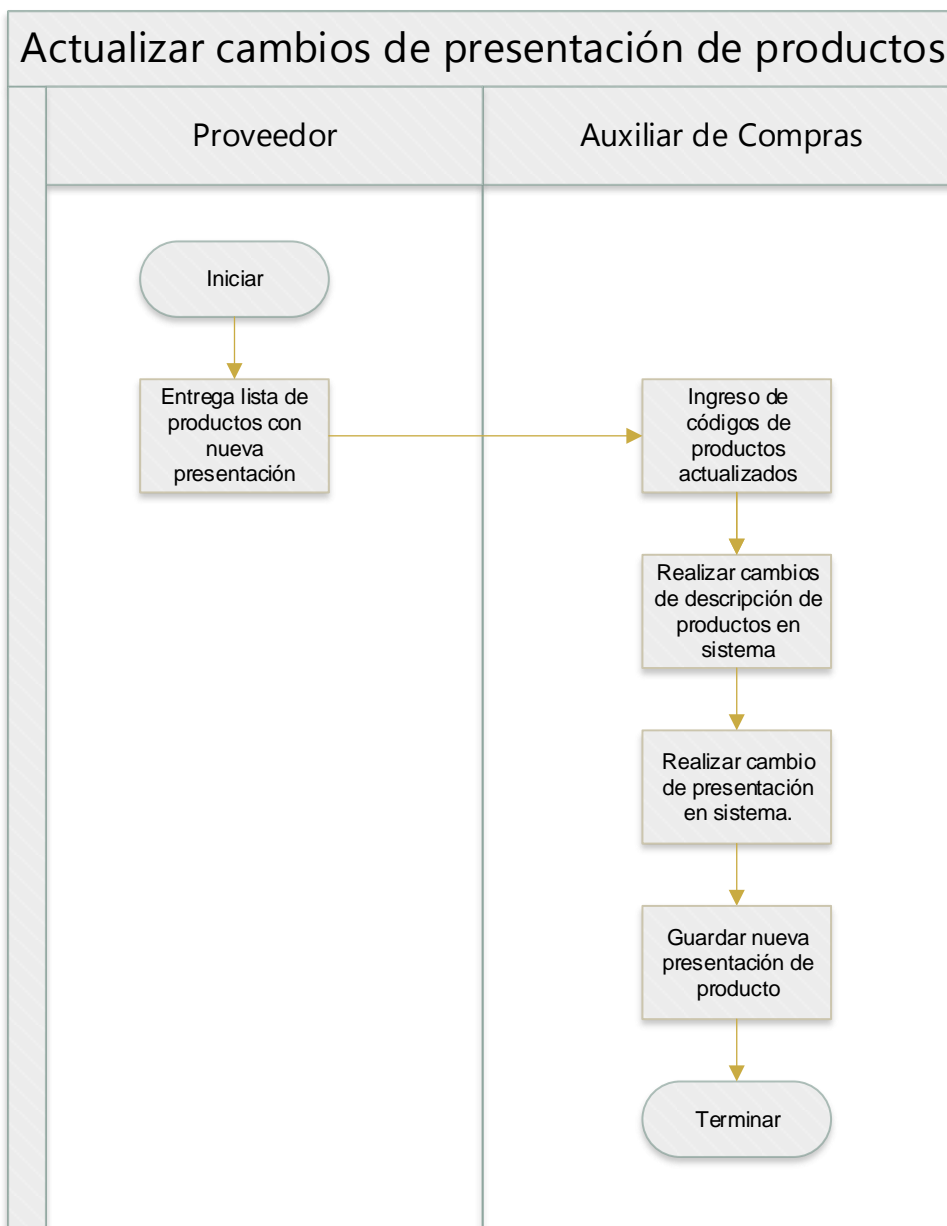 Actualizar cambios de presentación de productos
Proveedor
Auxiliar de Compras
Iniciar
Entrega lista de
productos con
nueva
presentación
Ingreso de
códigos de
productos
actualizados
Realizar cambios
de descripción de
productos en
sistema
Realizar cambio
de presentación
en sistema.
Guardar nueva
presentación de
producto
Terminar